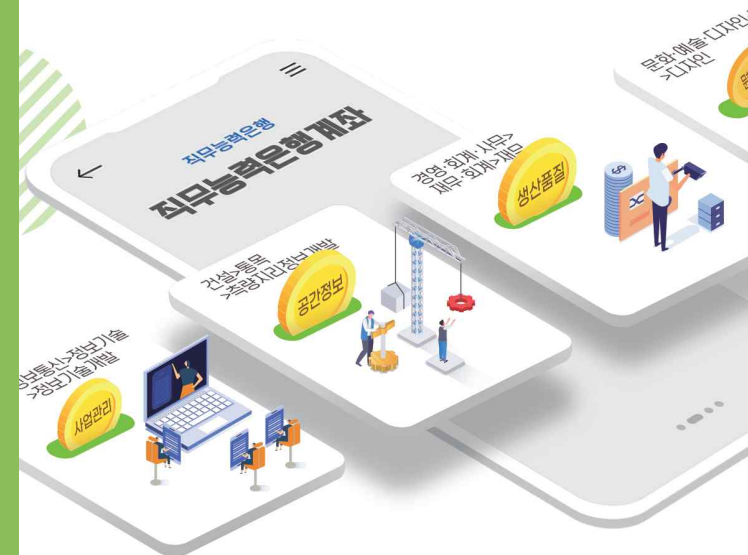 직무능력은행
직무능력은행계좌
문화·예술·디자인
>디자인
경영·회계·사무>
재무·회계>재무
생산품질
건설>통목
>측량지리정보개발
공간정보
정보통신>정보기술
>정보기술개발
사업관리